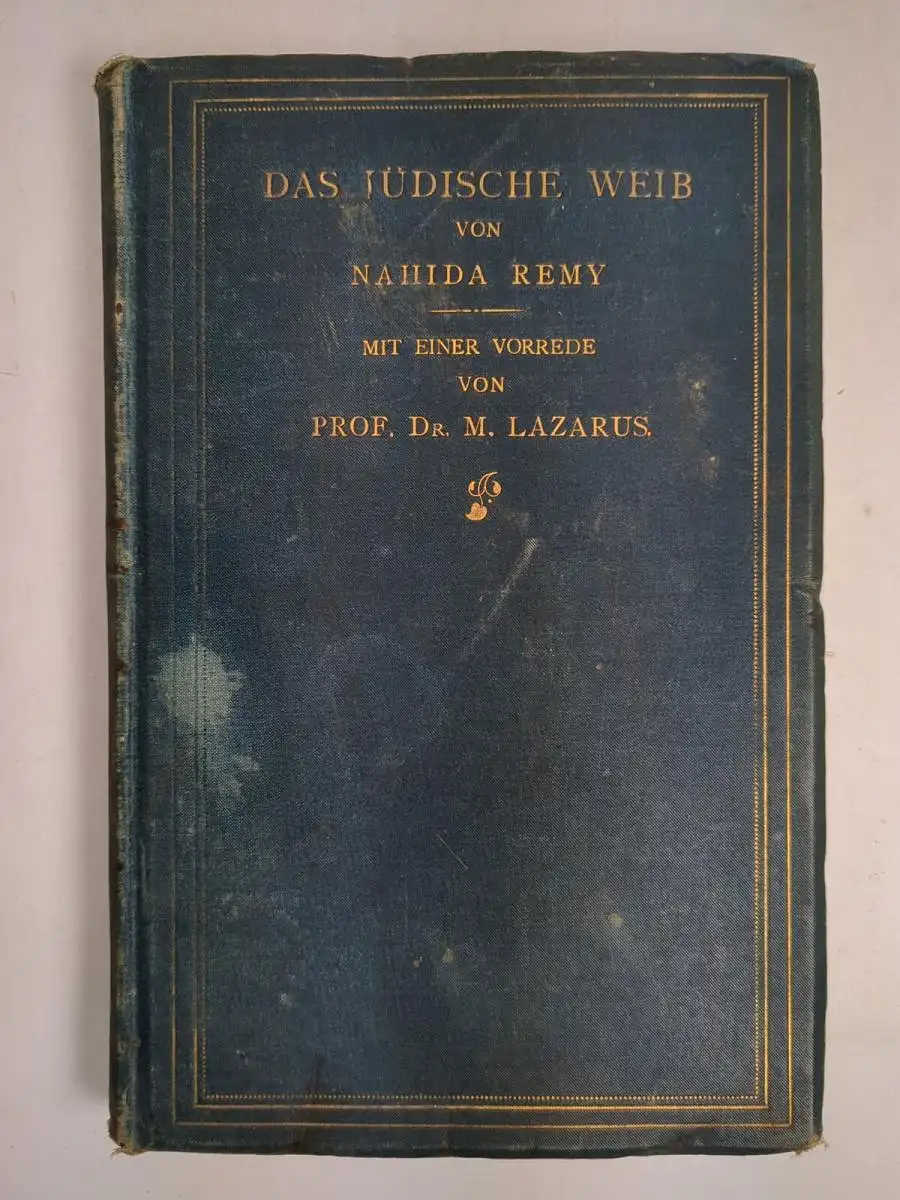 DAS JÜDISCHE WEIB
VON
NAHIDA REMY
MIT EINER VORREDE
VON
PROF. DR. M. LAZARUS.